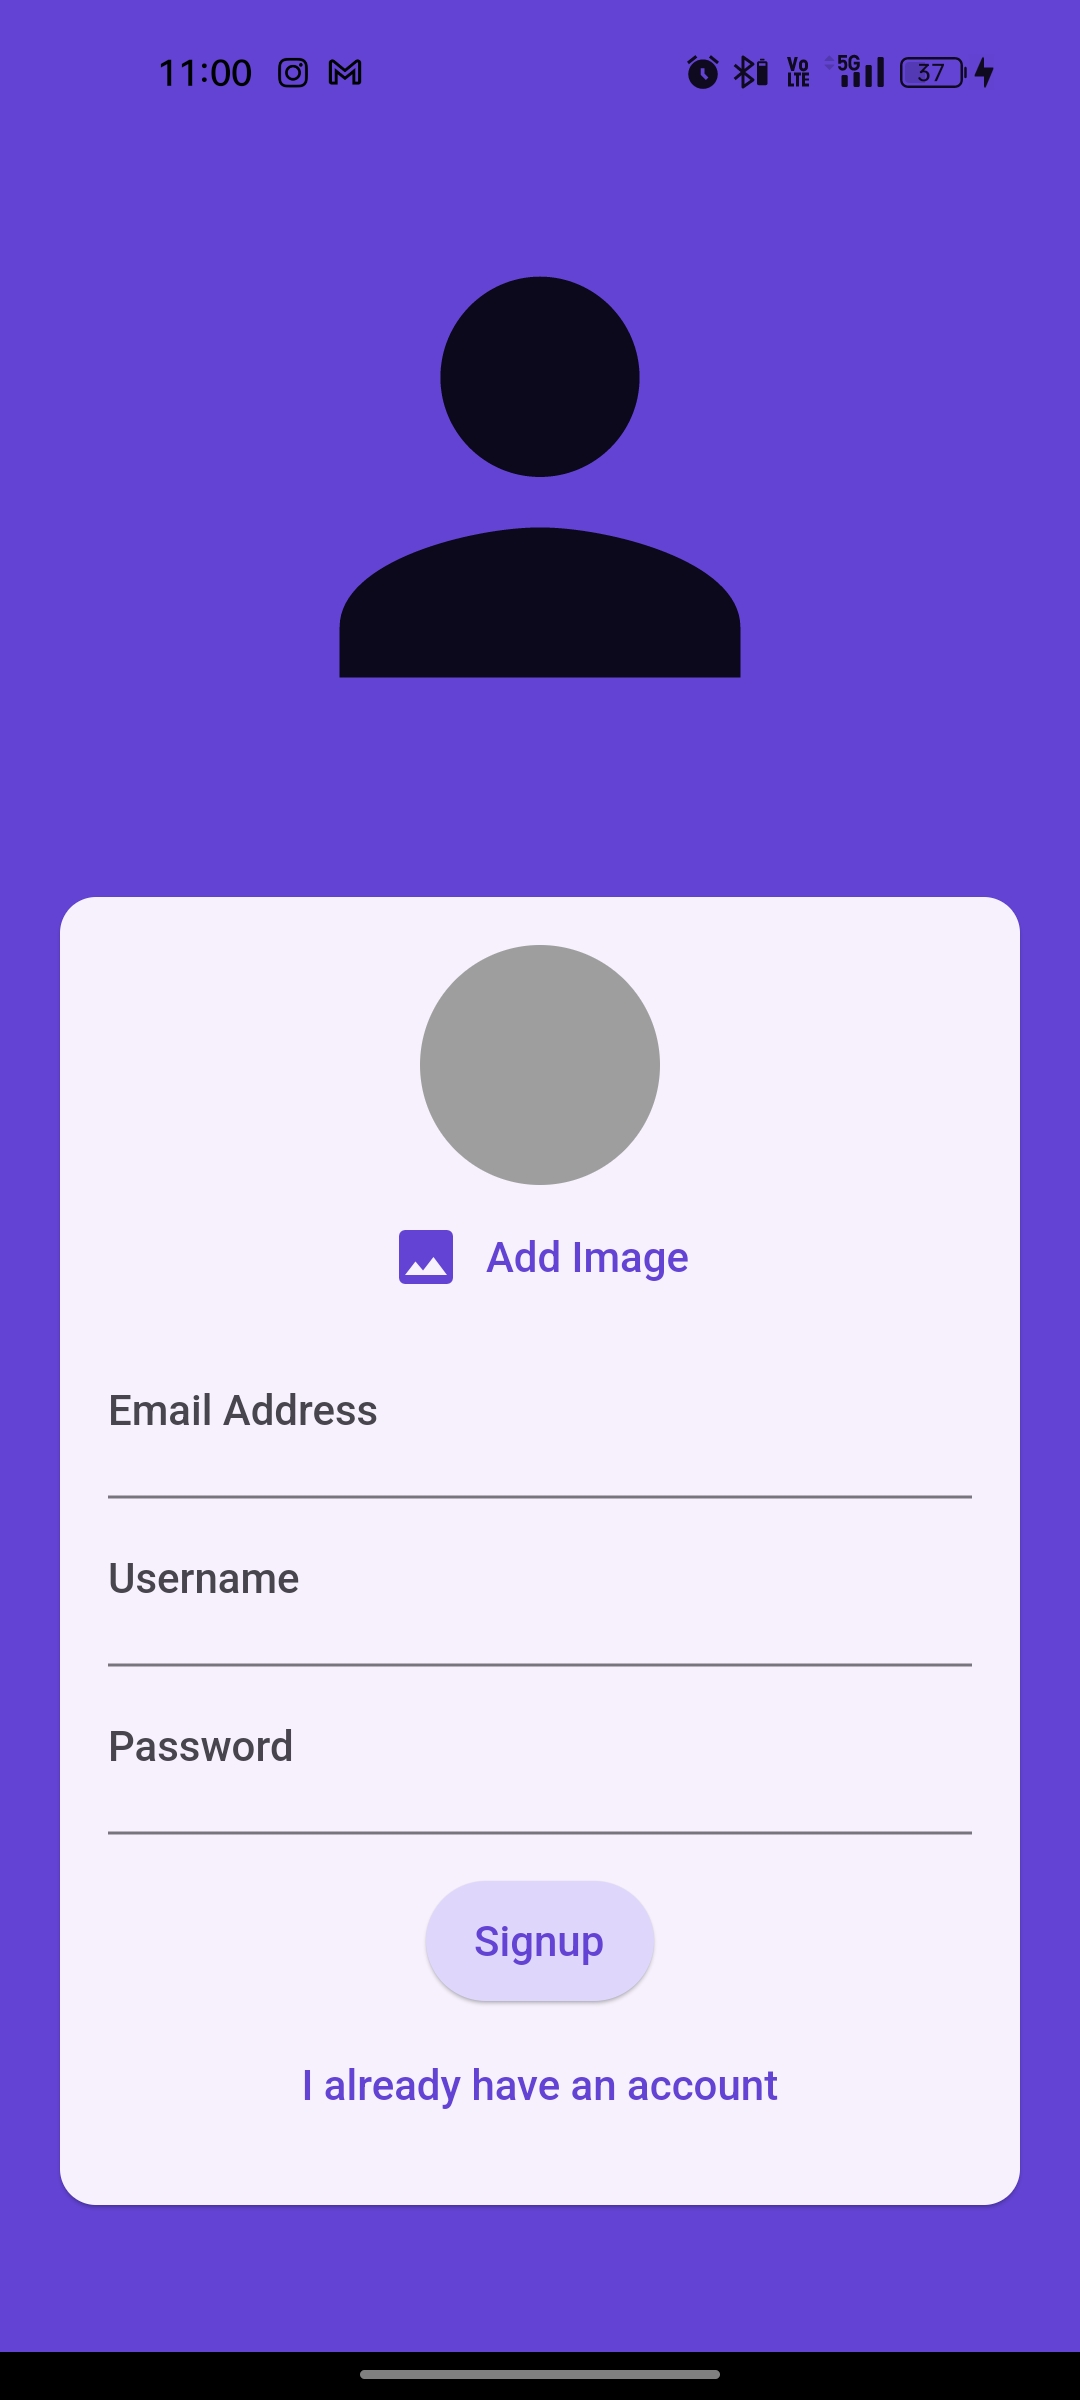 11:00 Vo LTE 5G 37
Add Image
Email Address
Username
Password
Signup
I already have an account